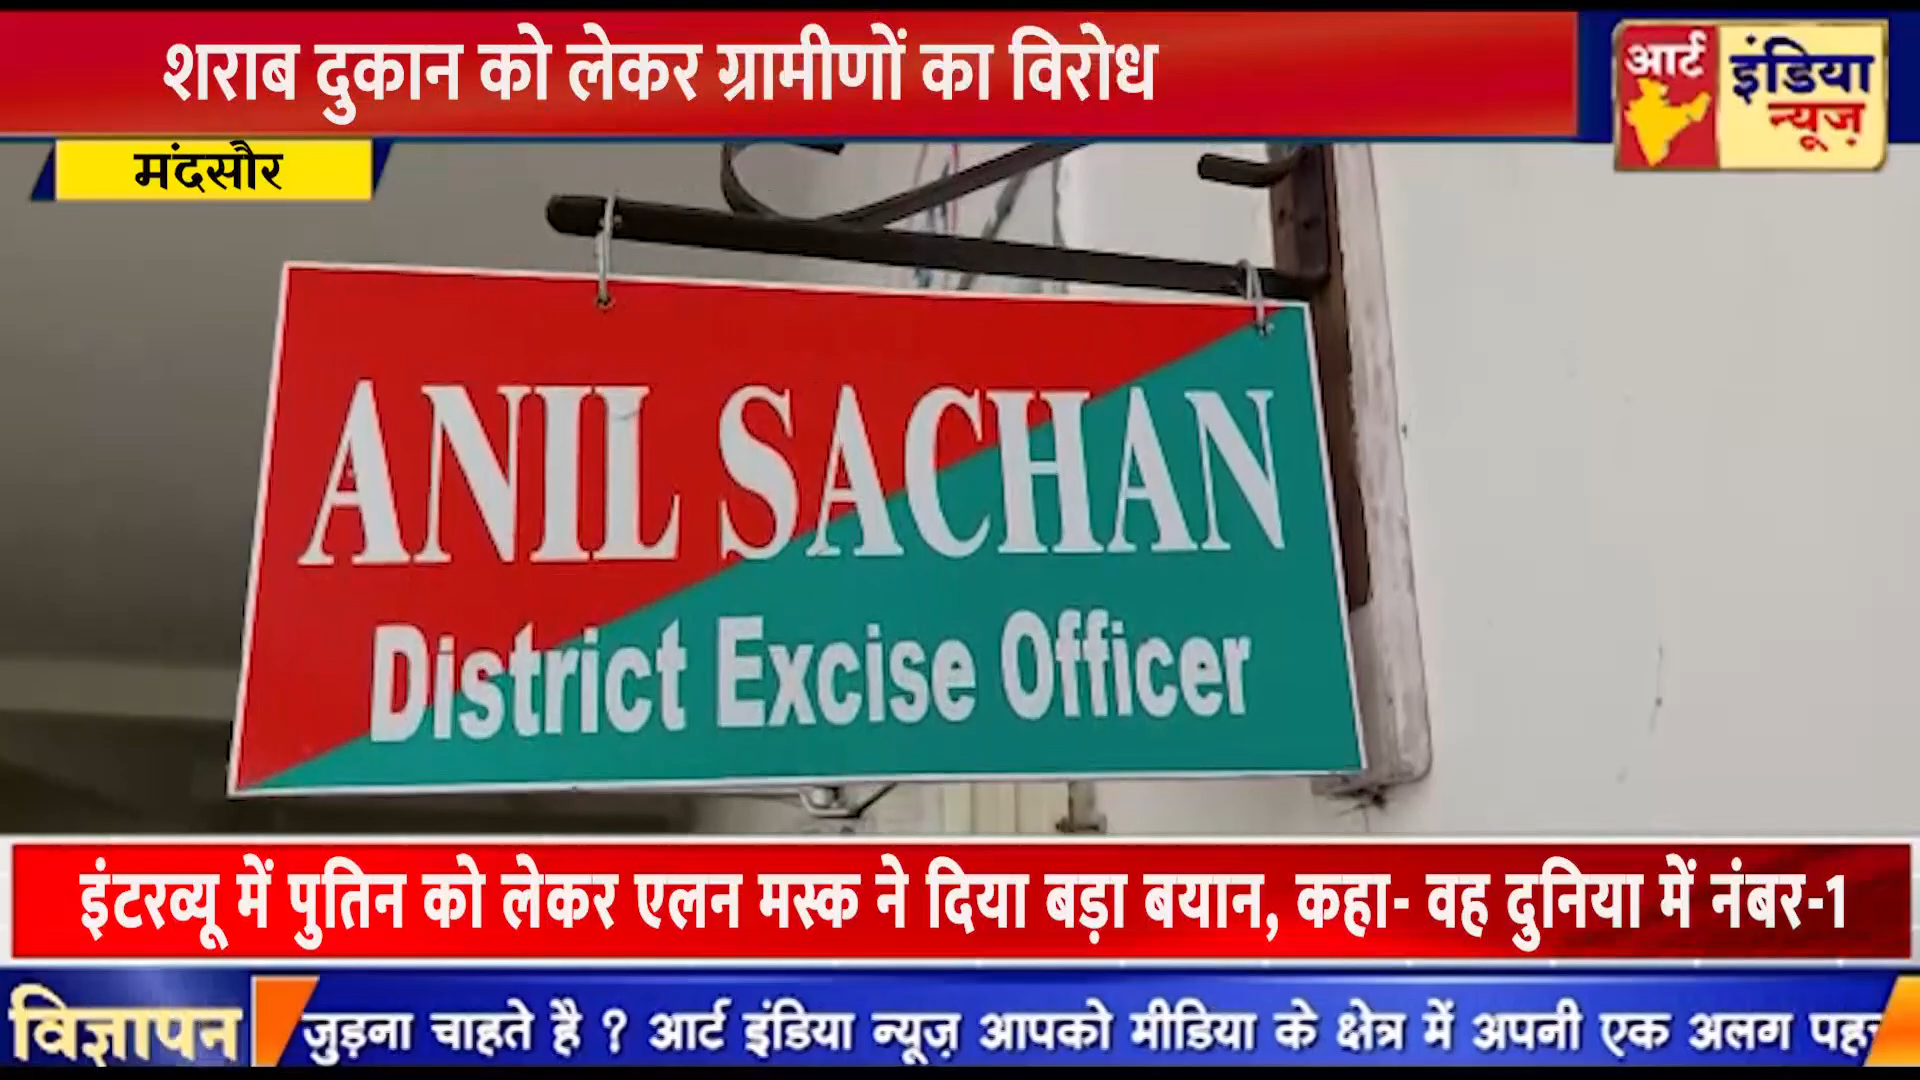 शराब दुकान को लेकर ग्रामीणों का विरोध
आर्ट इंडिया न्यूज़
मंदसौर
ANIL SACHAN
District Excise Officer
इंटरव्यू में पुतिन को लेकर एलन मस्क ने दिया बड़ा बयान, कहा- वह दुनिया में नंबर-1
विज्ञापन
जुड़ना चाहते है ? आर्ट इंडिया न्यूज़ आपको मीडिया के क्षेत्र में अपनी एक अलग